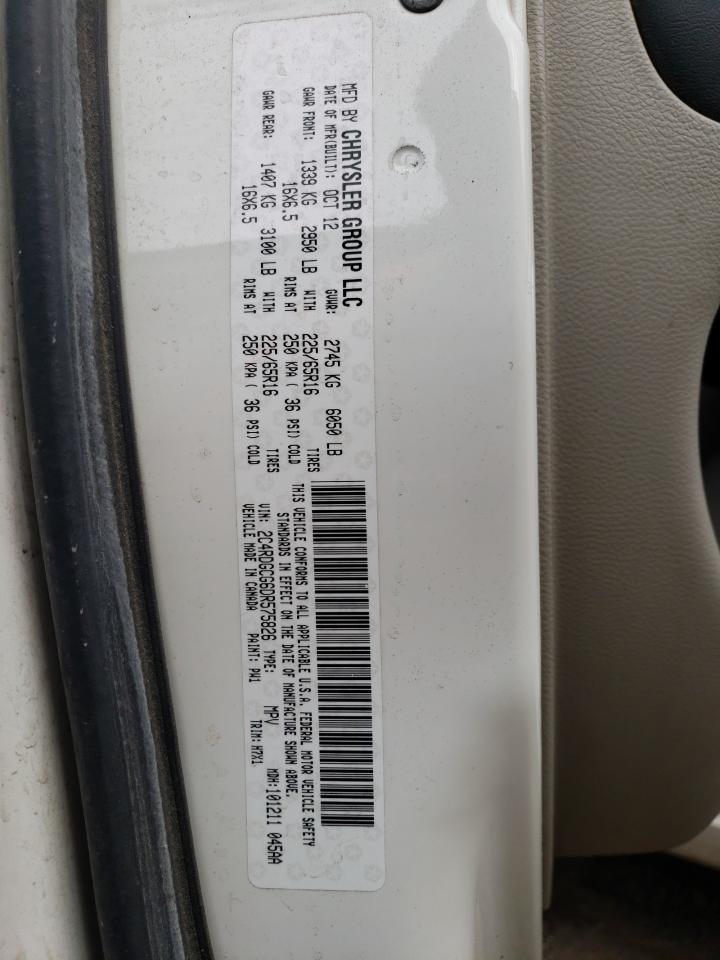 MFD BY CHRYSLER GROUP LLC
DATE OF MFR(BUILT): OCT 12 GVWR: 2745 KG 6050 LB
GAWR FRONT: 1339 KG 2950 LB WITH 225/65R16 TIRES
16X6.5 RIMS AT 250 KPA ( 36 PSI) COLD
GAWR REAR: 1407 KG 3100 LB WITH 225/65R16 TIRES
16X6.5 RIMS AT 250 KPA ( 36 PSI) COLD
THIS VEHICLE CONFORMS TO ALL APPLICABLE U.S.A. FEDERAL MOTOR VEHICLE SAFETY
STANDARDS IN EFFECT ON THE DATE OF MANUFACTURE SHOWN ABOVE.
VIN: 2C4RDGCG6DR575826 TYPE: MPV MDH:101211 045AA
VEHICLE MADE IN CANADA PAINT: PW1 TRIM: H7X1